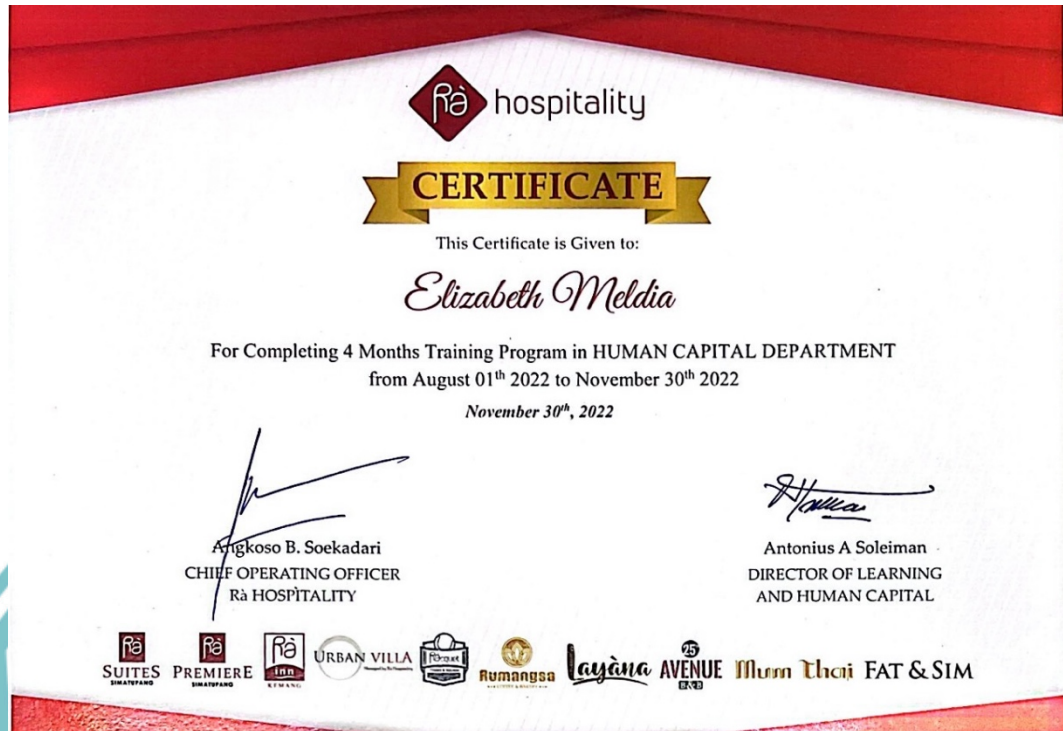 Rà hospitality
CERTIFICATE
This Certificate is Given to:
Elizabeth Meldia
For Completing 4 Months Training Program in HUMAN CAPITAL DEPARTMENT
from August 01th 2022 to November 30th 2022
November 30th, 2022
Angkoso B. Soekadari
CHIEF OPERATING OFFICER
Rà HOSPITALITY
Antonius A Soleiman
DIRECTOR OF LEARNING
AND HUMAN CAPITAL
Rà SUITES SIMATUPANG
Rà PREMIERE SIMATUPANG
Rà inn KEMANG
URBAN VILLA
Parque
Rumangsa
Layàna
25 AVENUE B&B
Mum Thai
FAT & SIM